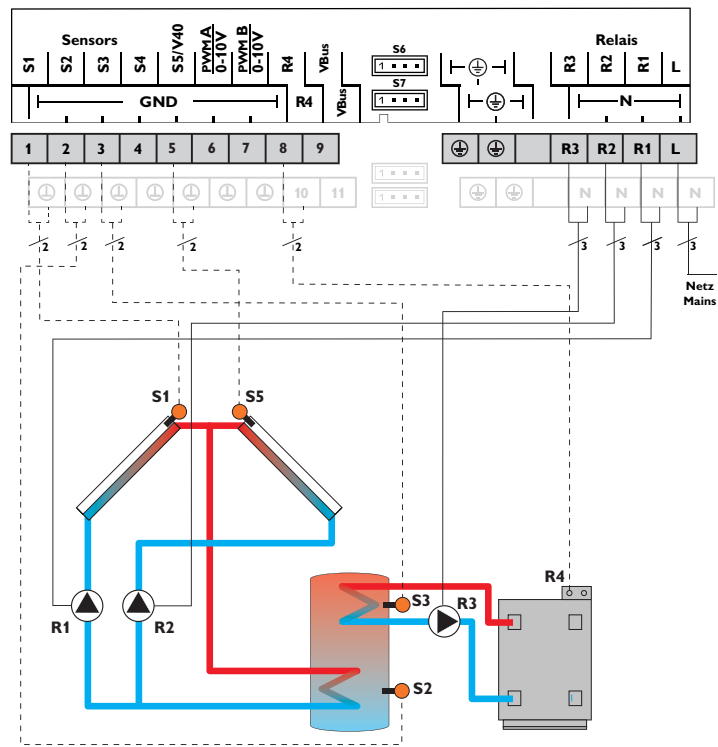 Sensors
Relais
S1 S2 S3 S4 S5/V40 PWM A 0-10V PWM B 0-10V R4 VBus S6 R3 R2 R1 L
1
S7
GND R4 VBus N
1
1 2 3 4 5 6 7 8 9 R3 R2 R1 L
1
10 11 1 N N N N
2 2 2 2 2 3 3 3 3
Netz
Mains
S1 S5
R4
S3 R3
R1 R2
S2